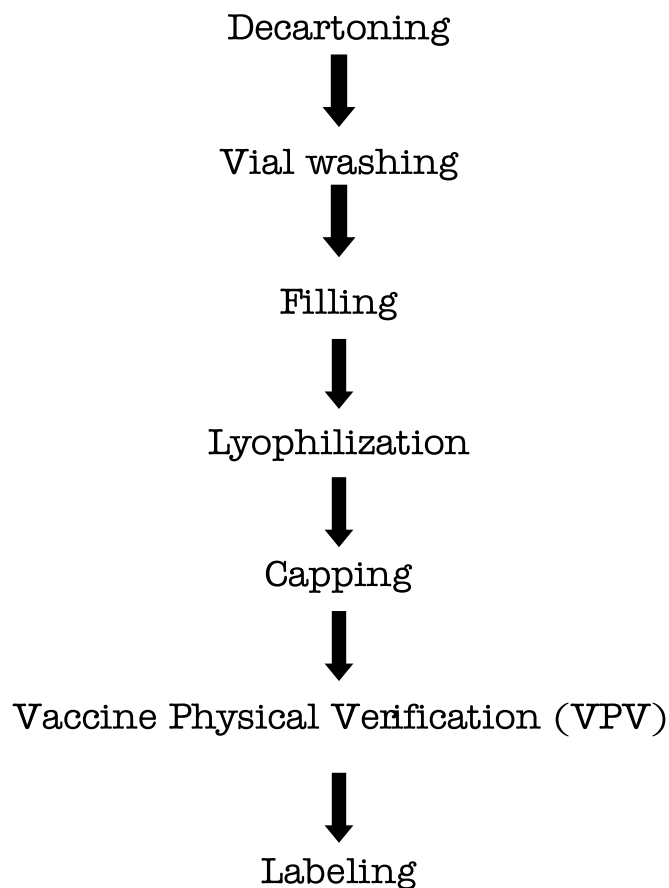 Decartoning
Vial washing
Filling
Lyophilization
Capping
Vaccine Physical Verification (VPV)
Labeling